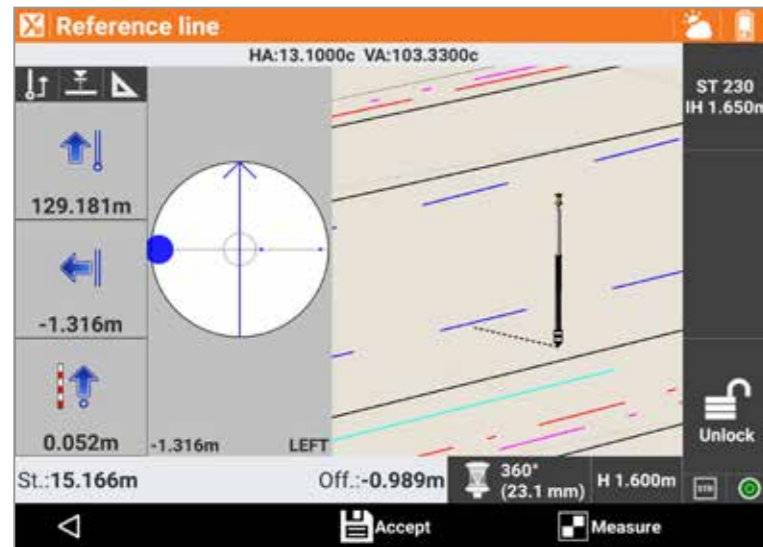 Reference line
HA:13.1000c VA:103.3300c
ST 230
IH 1.650m
129.181m
-1.316m
0.052m
-1.316m LEFT
Unlock
St.:15.166m Off.:-0.989m
360°
(23.1 mm)
H 1.600m
Accept
Measure